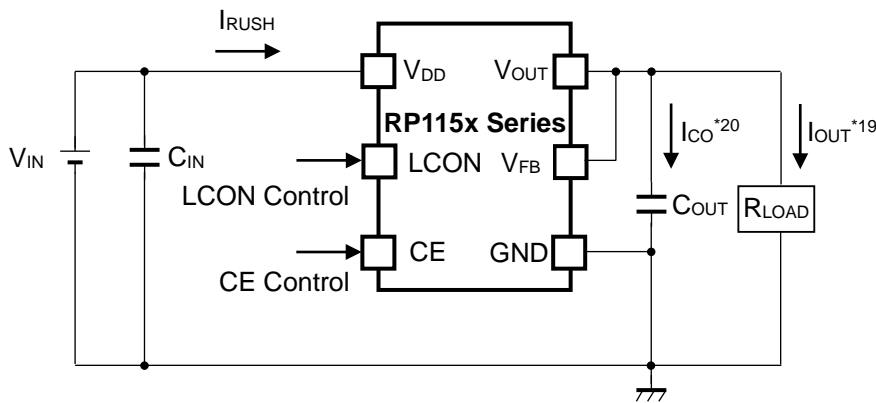 IRUSH
VDD VOUT
RP115x Series
ICO*20 IOUT*19
VIN CIN LCON VFB
LCON Control
COUT RLOAD
CE GND
CE Control